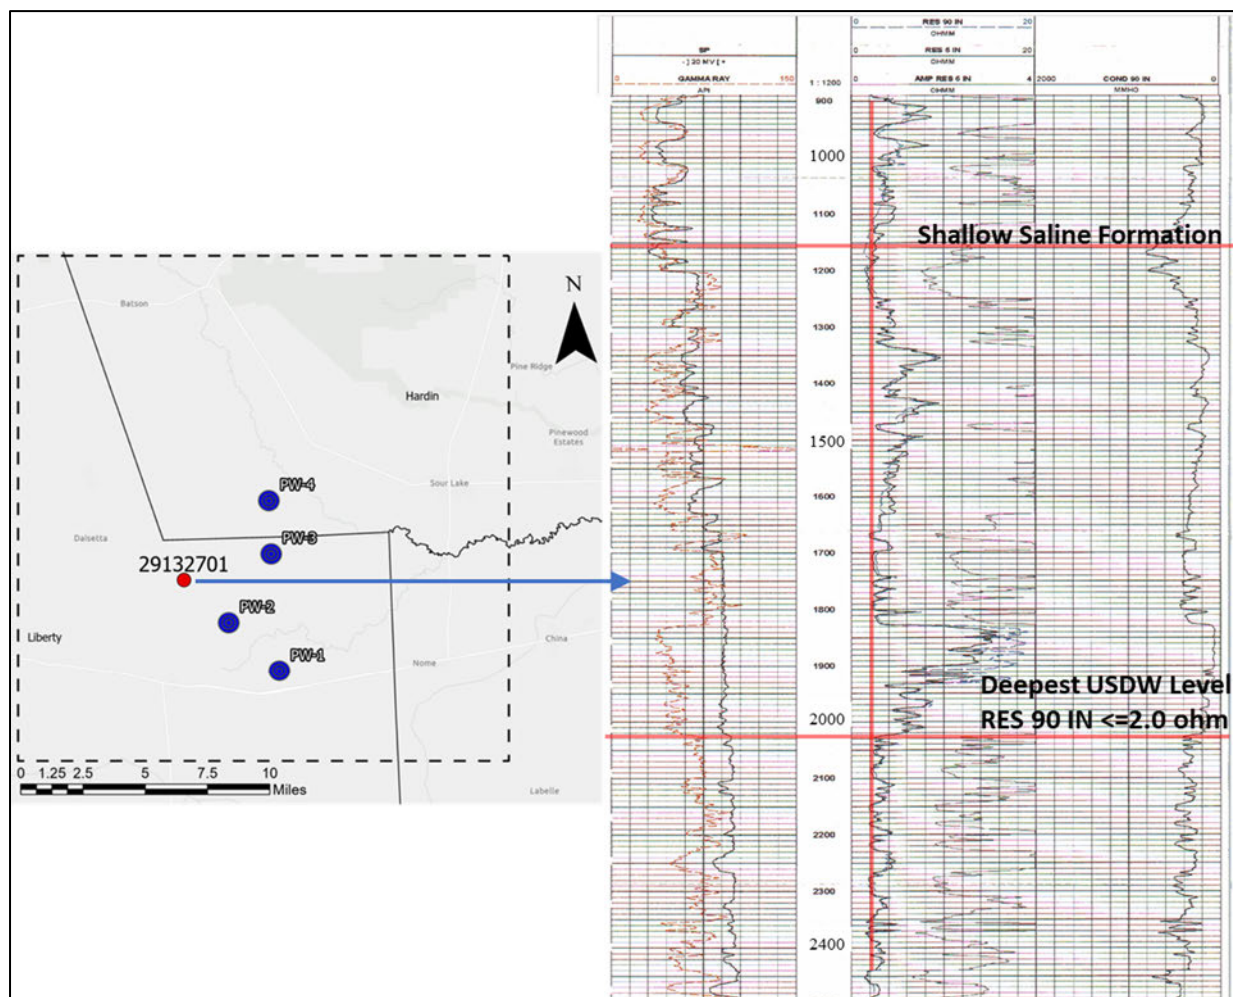 Batson
N
Pine Ridge
Hardin
Pinewood
Estates
PW-4
Sour Lake
Daisetta
PW-3
29132701
PW-2
Liberty
China
PW-1
Nome
0 1.25 2.5 5 7.5 10
Miles
Labelle
SP
-] 20 MV [+
0 GAMMA RAY 150
API
1 : 1200
0 RES 90 IN 20
OHMM
0 RES 6 IN 20
OHMM
0 AMP RES 6 IN 4
OHMM
2000 COND 90 IN 0
MMHO
900
1000
1100
Shallow Saline Formation
1200
1300
1400
1500
1600
1700
1800
1900
Deepest USDW Level
RES 90 IN <=2.0 ohm
2000
2100
2200
2300
2400